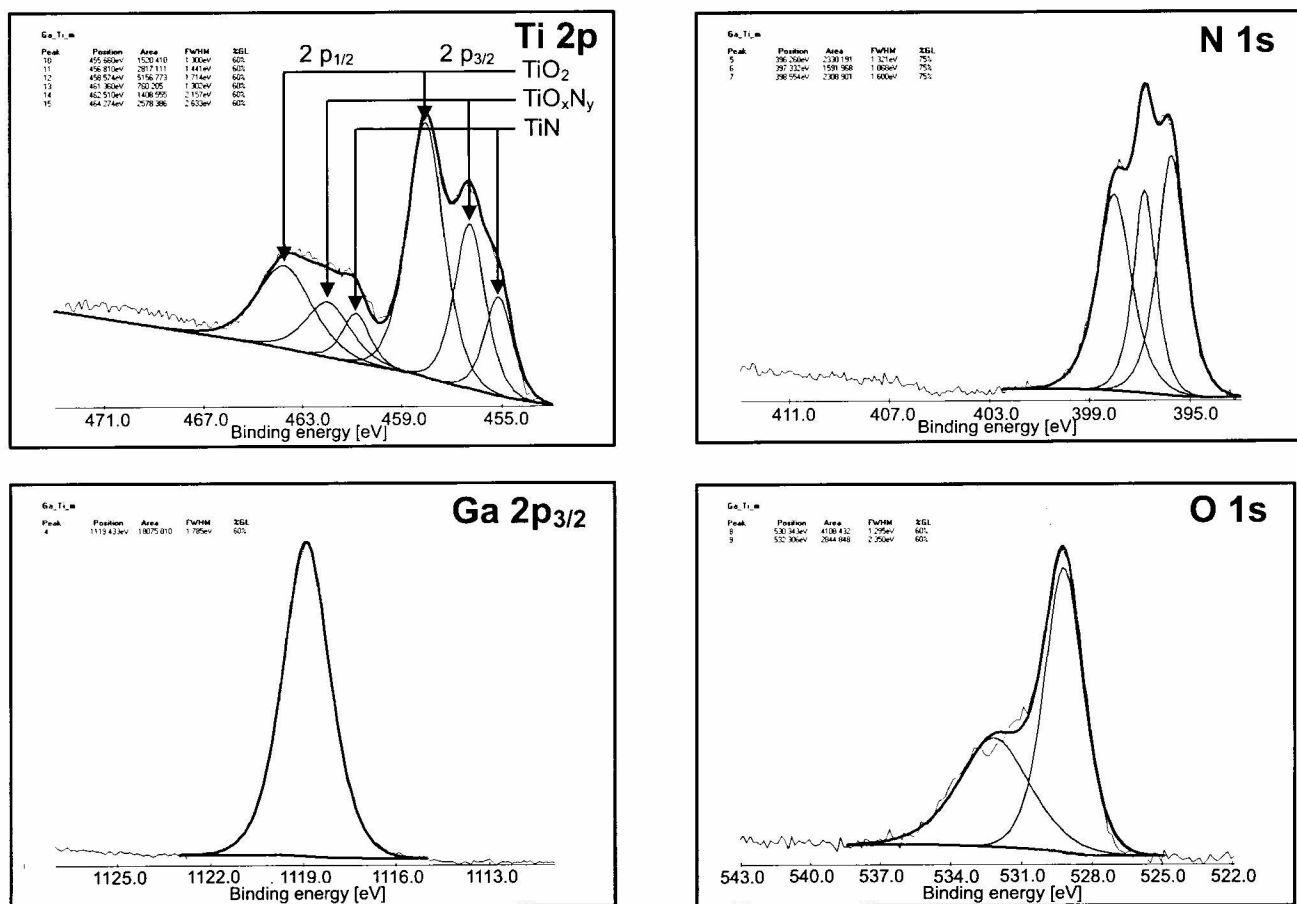 Ga_Ti_m
Ti 2p
Peak Position Area FWHM %GL
10 455.660eV 1520.410 1.300eV 60%
11 456.810eV 2817.111 1.441eV 60%
12 458.574eV 5156.773 1.714eV 60%
13 461.360eV 760.205 1.302eV 60%
14 462.510eV 1408.555 2.157eV 60%
15 464.274eV 2578.386 2.633eV 60%
2 p1/2 2 p3/2
TiO2
TiOxNy
TiN
471.0 467.0 463.0 459.0 455.0
Binding energy [eV]
Ga_Ti_m
N 1s
Peak Position Area FWHM %GL
5 396.260eV 2330.191 1.321eV 75%
6 397.332eV 1591.968 1.068eV 75%
7 398.554eV 2308.901 1.600eV 75%
411.0 407.0 403.0 399.0 395.0
Binding energy [eV]
Ga_Ti_m
Ga 2p3/2
Peak Position Area FWHM %GL
4 1119.433eV 18075.010 1.785eV 60%
1125.0 1122.0 1119.0 1116.0 1113.0
Binding energy [eV]
Ga_Ti_m
O 1s
Peak Position Area FWHM %GL
8 530.343eV 4108.432 1.295eV 60%
9 532.306eV 2844.848 2.350eV 60%
543.0 540.0 537.0 534.0 531.0 528.0 525.0 522.0
Binding energy [eV]